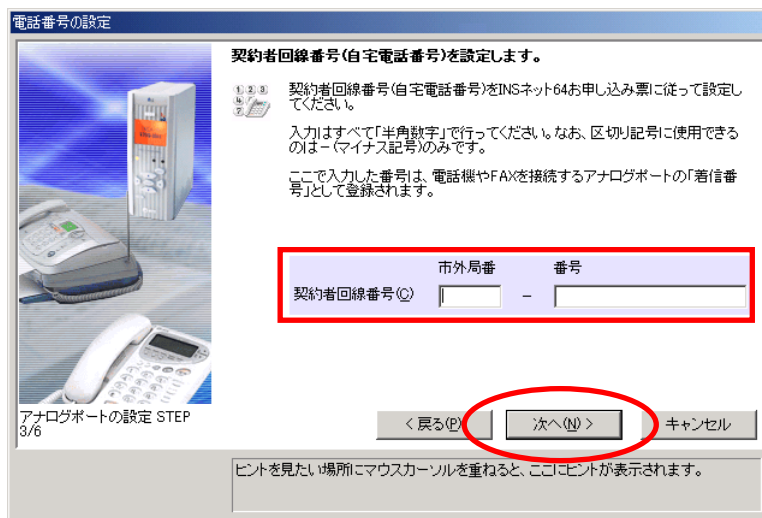 電話番号の設定
契約者回線番号(自宅電話番号)を設定します。
契約者回線番号(自宅電話番号)をINSネット64お申し込み票に従って設定し
てください。
入力はすべて「半角数字」で行ってください。なお、区切り記号に使用できる
のは－(マイナス記号)のみです。
ここで入力した番号は、電話機やFAXを接続するアナログポートの「着信番
号」として登録されます。
市外局番 番号
契約者回線番号(C) －
アナログポートの設定 STEP
3/6
< 戻る(P) 次へ(N) > キャンセル
ヒントを見たい場所にマウスカーソルを重ねると、ここにヒントが表示されます。